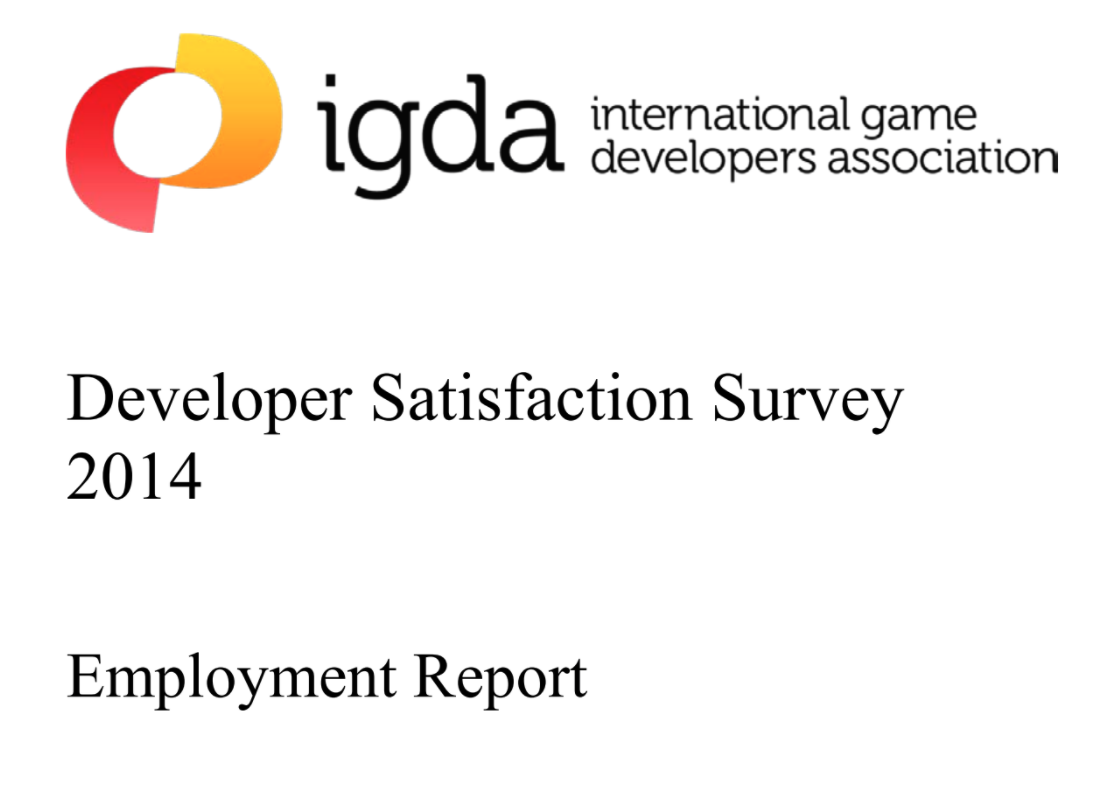 igda
international game
developers association
Developer Satisfaction Survey
2014
Employment Report